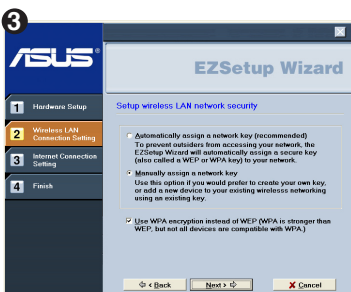 3
ASUS
EZSetup Wizard
1 Hardware Setup
2 Wireless LAN
Connection Setting
3 Internet Connection
Setting
4 Finish
Setup wireless LAN network security
Automatically assign a network key (recommended)
To prevent outsiders from accessing your network, the
EZSetup Wizard will automatically assign a secure key
(also called a WEP or WPA key) to your network.
Manually assign a network key
Use this option if you would prefer to create your own key,
or add a new device to your existing wirelesss networking
using an existing key.
Use WPA encryption instead of WEP (WPA is stronger than
WEP, but not all devices are compatible with WPA.)
< Back Next > Cancel